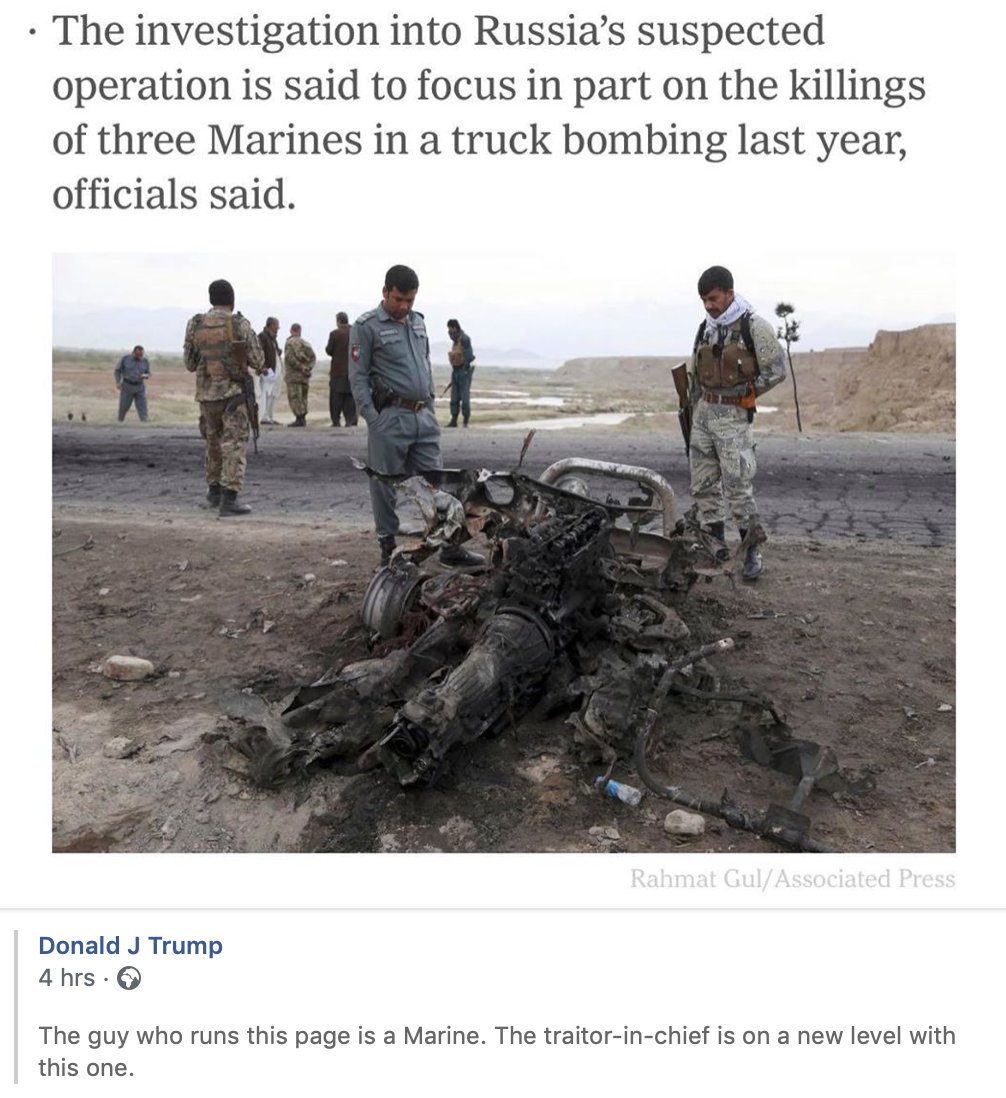 · The investigation into Russia’s suspected
operation is said to focus in part on the killings
of three Marines in a truck bombing last year,
officials said.
Rahmat Gul/Associated Press
Donald J Trump
4 hrs ·
The guy who runs this page is a Marine. The traitor-in-chief is on a new level with
this one.